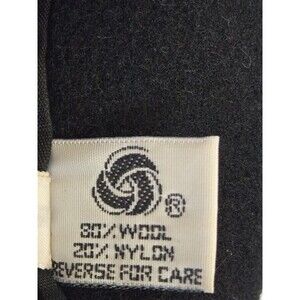 ®
80% WOOL
20% NYLON
REVERSE FOR CARE